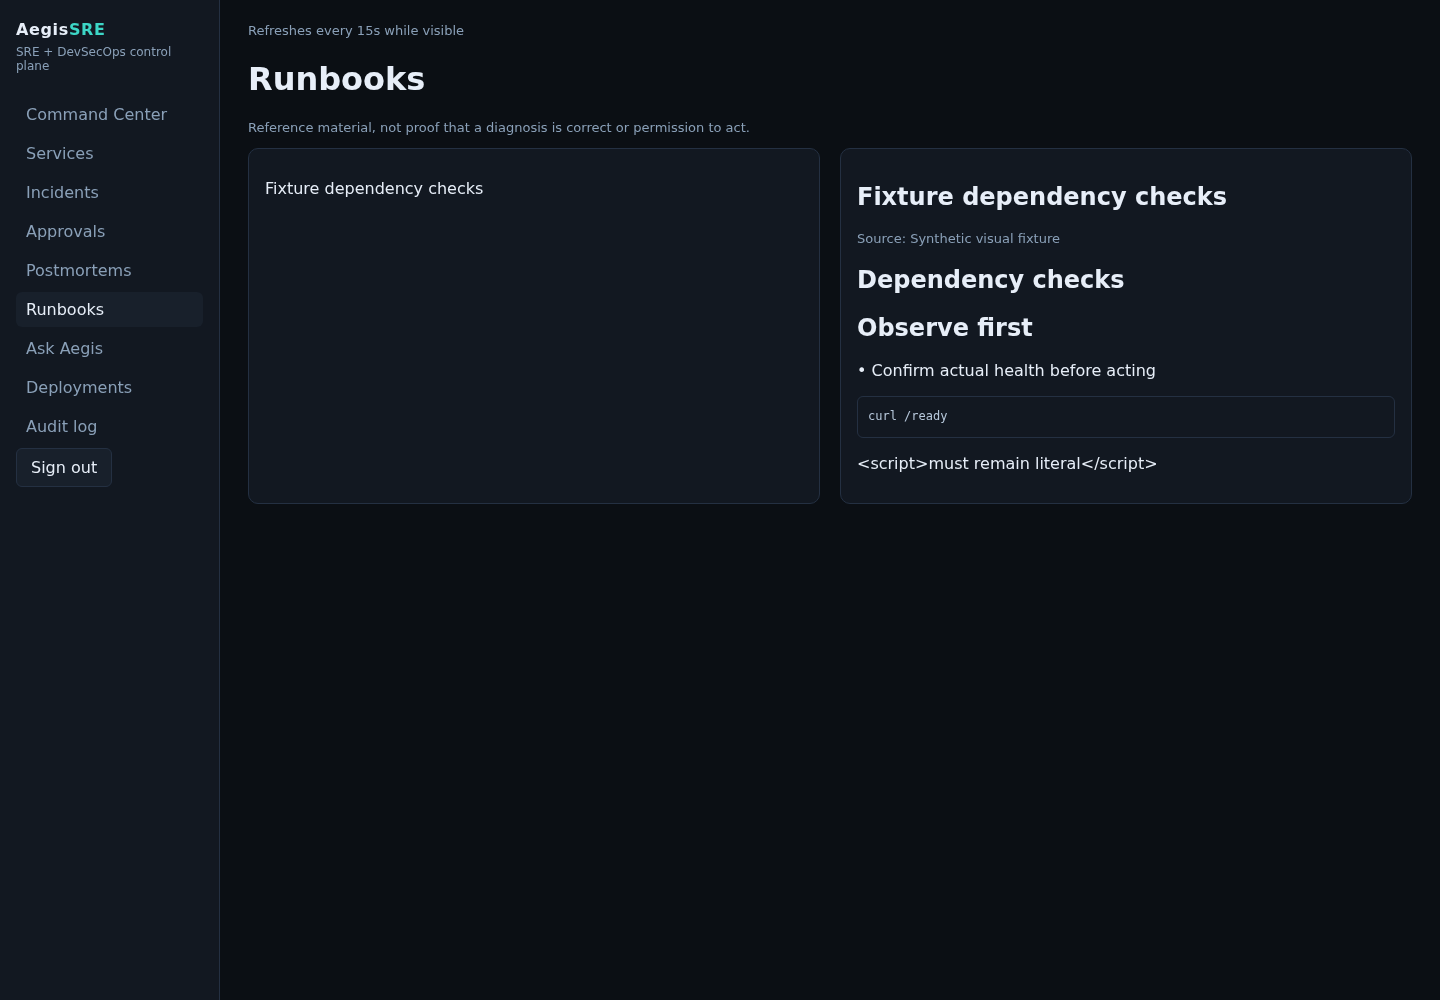 AegisSRE
SRE + DevSecOps control
plane
Command Center
Services
Incidents
Approvals
Postmortems
Runbooks
Ask Aegis
Deployments
Audit log
Sign out
Refreshes every 15s while visible
Runbooks
Reference material, not proof that a diagnosis is correct or permission to act.
Fixture dependency checks
Fixture dependency checks
Source: Synthetic visual fixture
Dependency checks
Observe first
• Confirm actual health before acting
curl /ready
<script>must remain literal</script>